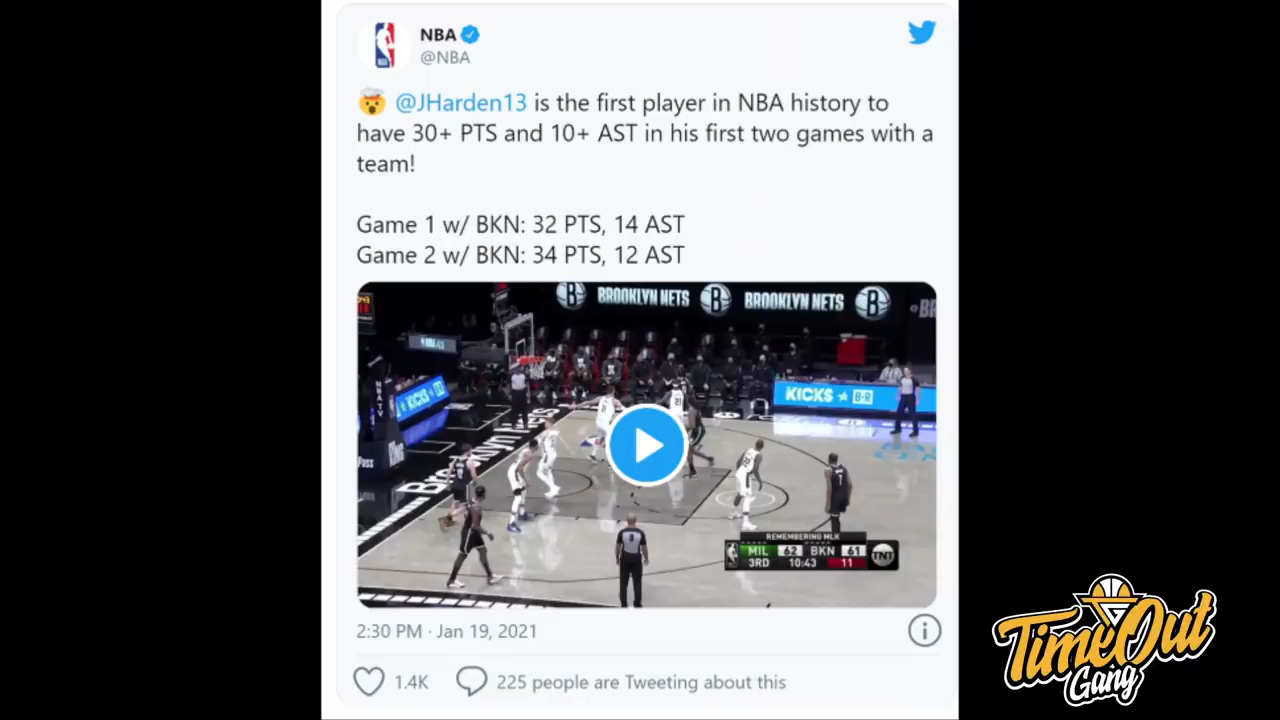 NBA
@NBA
🤯 @JHarden13 is the first player in NBA history to
have 30+ PTS and 10+ AST in his first two games with a
team!
Game 1 w/ BKN: 32 PTS, 14 AST
Game 2 w/ BKN: 34 PTS, 12 AST
BROOKLYN NETS B BROOKLYN NETS B
KICKS
KICKS B/R
Brooklyn Nets
REMEMBERING MLK
MIL 62 BKN 61
3RD 10:43 11
TNT
2:30 PM · Jan 19, 2021
1.4K
225 people are Tweeting about this
TimeOut
Gang